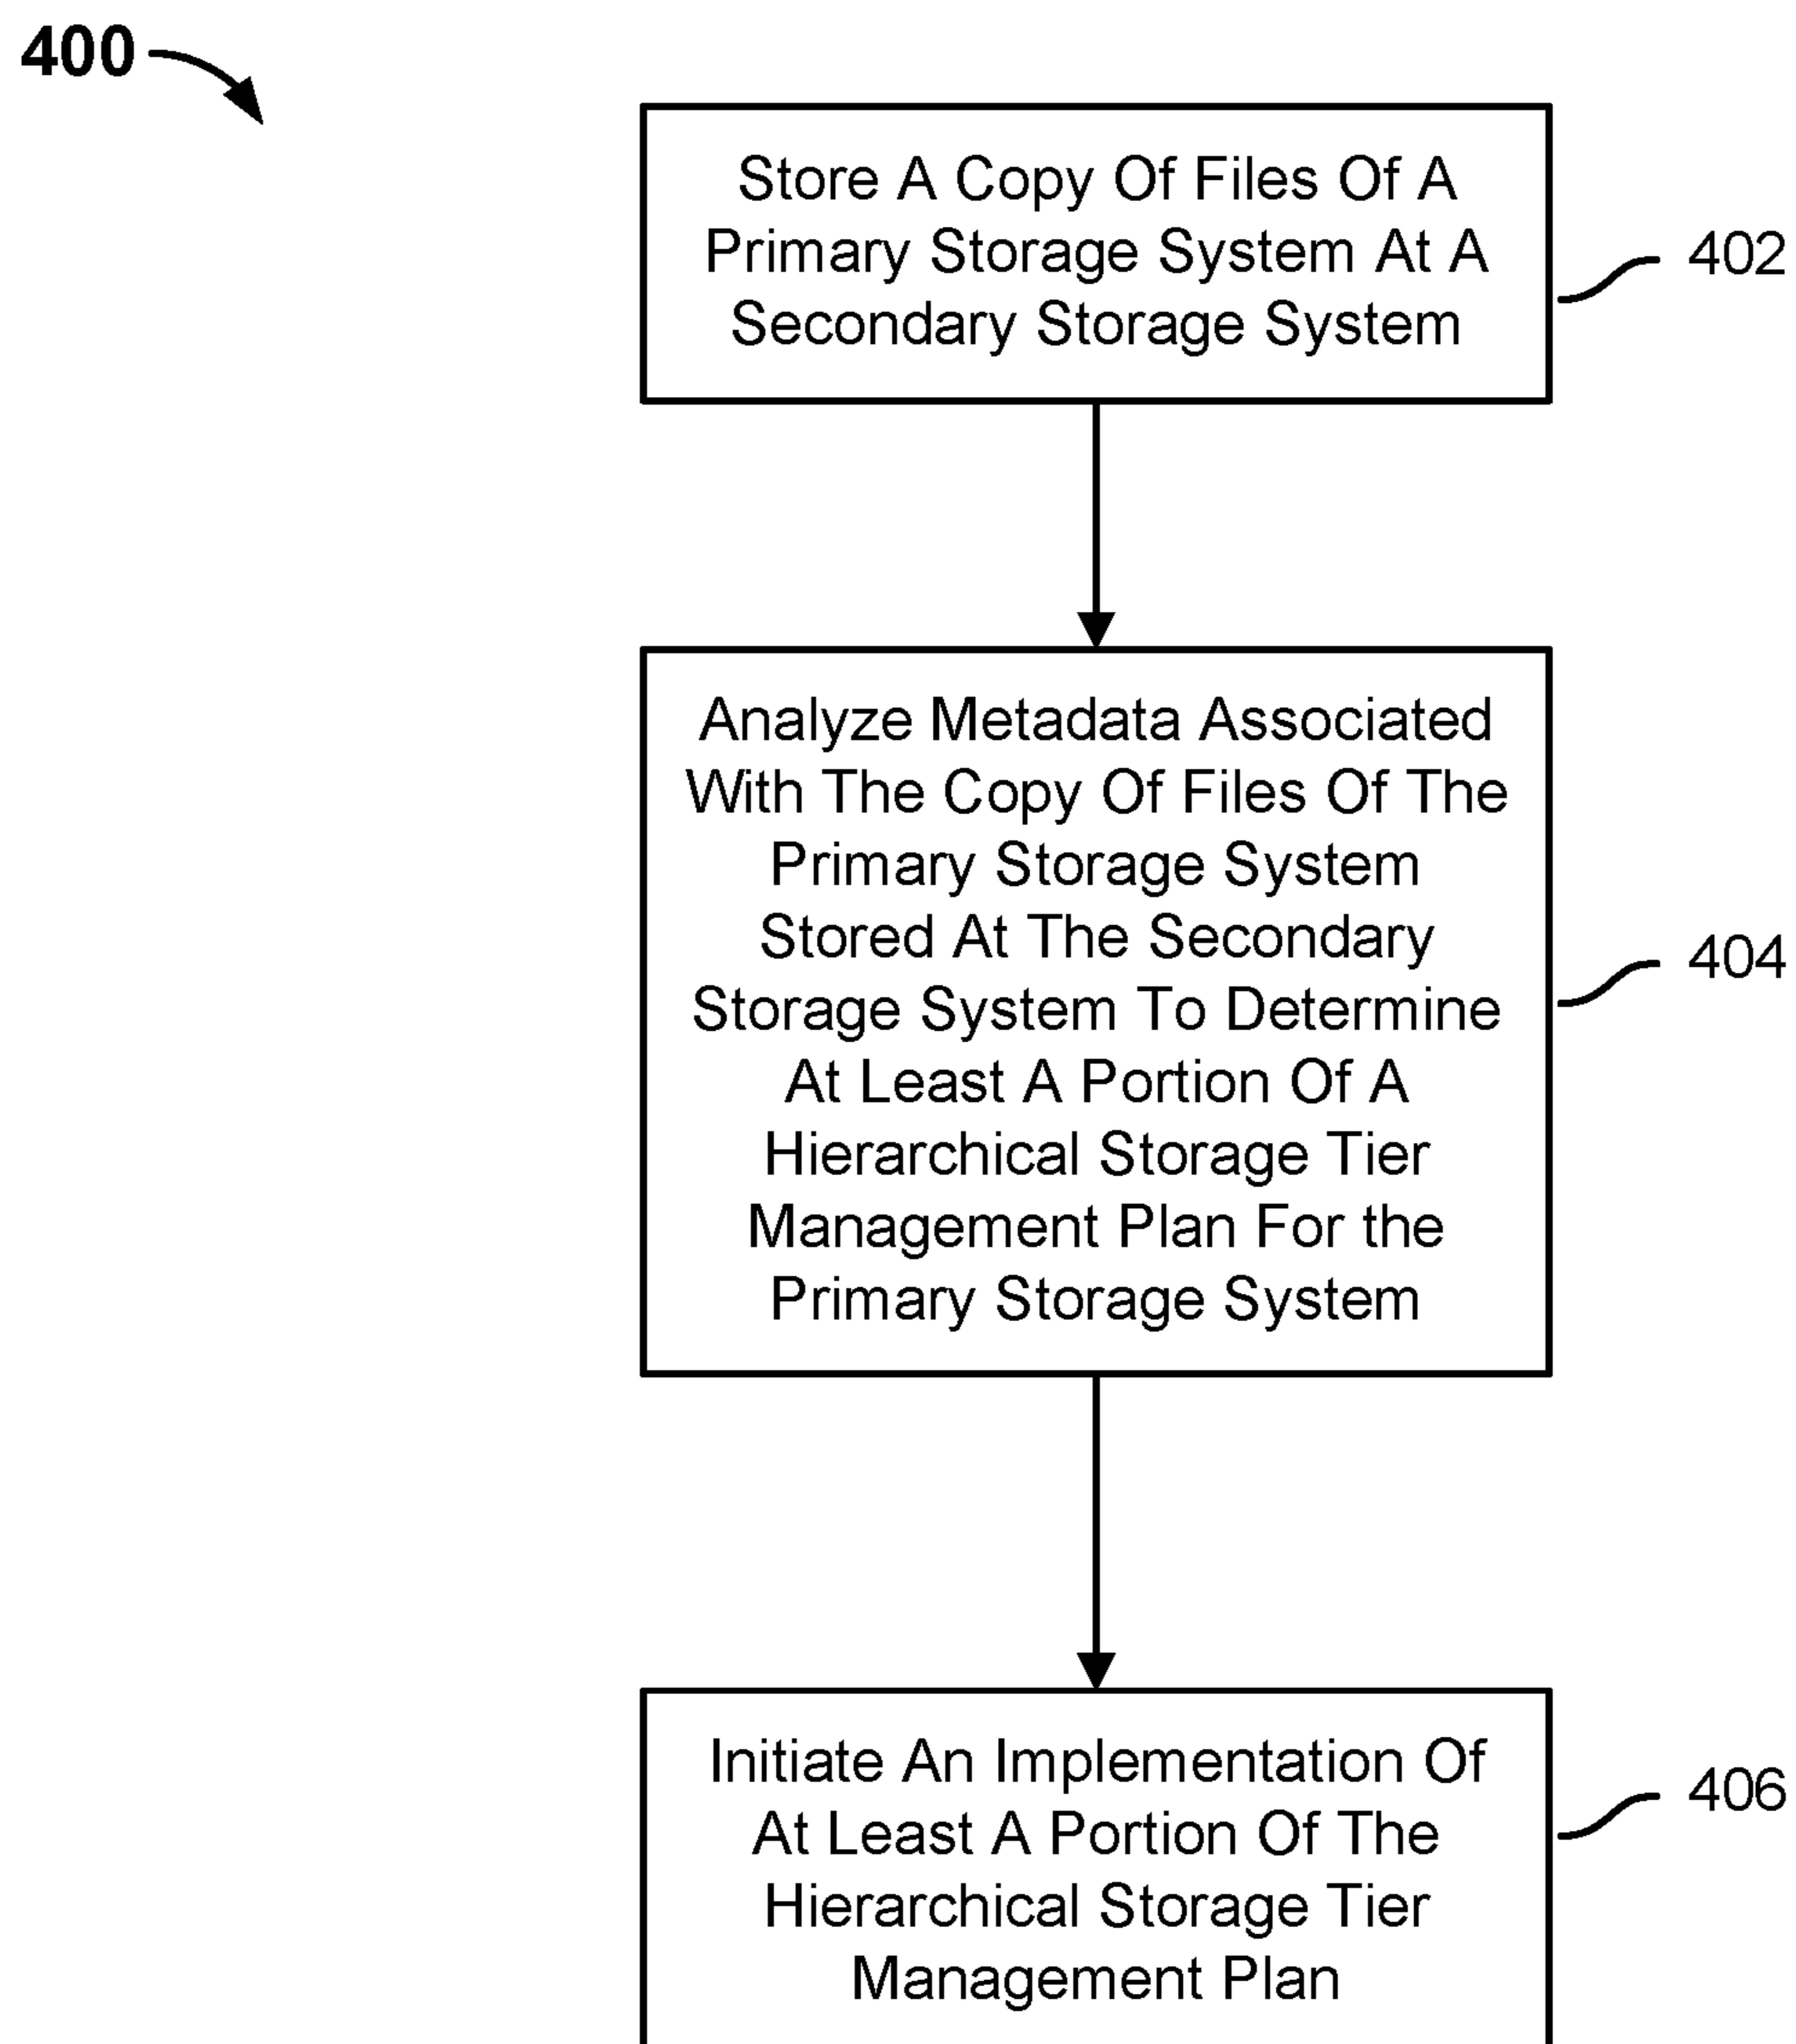 400
Store A Copy Of Files Of A
Primary Storage System At A
Secondary Storage System
402
Analyze Metadata Associated
With The Copy Of Files Of The
Primary Storage System
Stored At The Secondary
Storage System To Determine
At Least A Portion Of A
Hierarchical Storage Tier
Management Plan For the
Primary Storage System
404
Initiate An Implementation Of
At Least A Portion Of The
Hierarchical Storage Tier
Management Plan
406